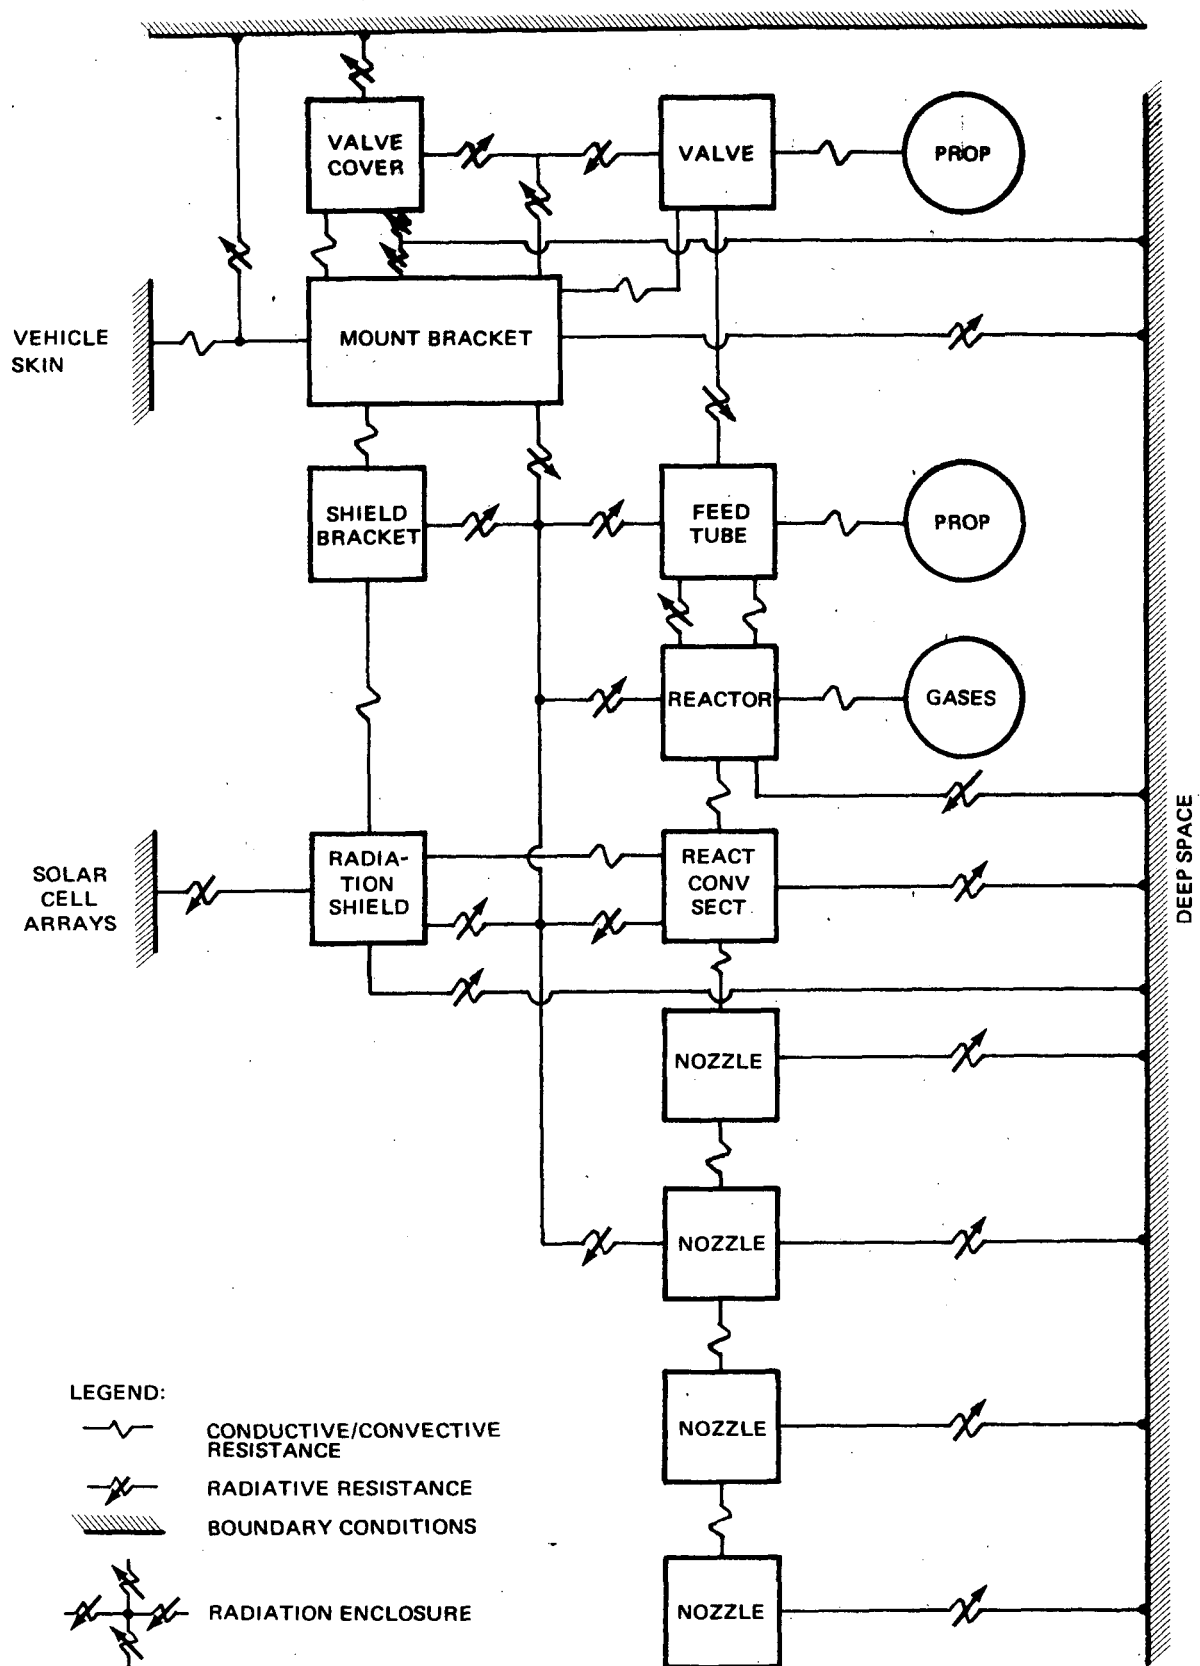 VALVE
COVER
VALVE
PROP
VEHICLE
SKIN
MOUNT BRACKET
SHIELD
BRACKET
FEED
TUBE
PROP
REACTOR
GASES
SOLAR
CELL
ARRAYS
RADIA-
TION
SHIELD
REACT
CONV
SECT
DEEP SPACE
NOZZLE
NOZZLE
NOZZLE
NOZZLE
LEGEND:
CONDUCTIVE/CONVECTIVE
RESISTANCE
RADIATIVE RESISTANCE
BOUNDARY CONDITIONS
RADIATION ENCLOSURE